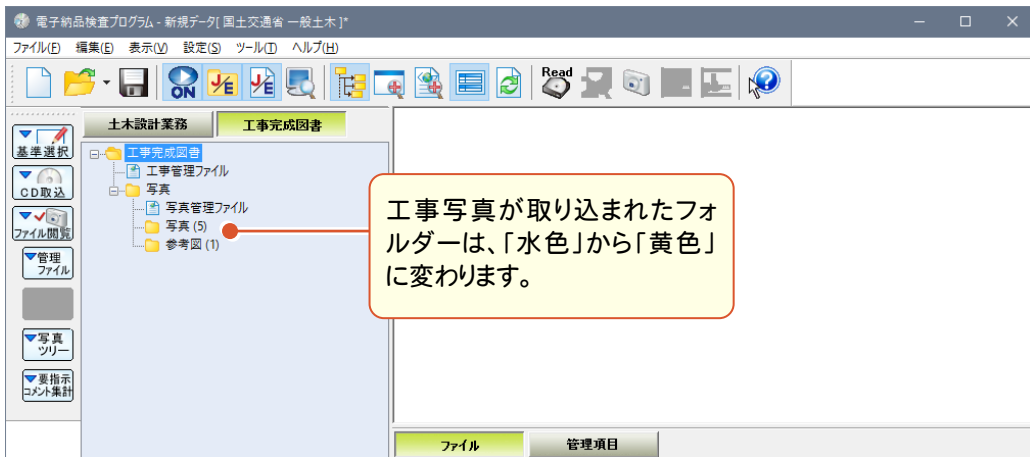 電子納品検査プログラム - 新規データ[ 国土交通省 一般土木 ]*
ファイル(F) 編集(E) 表示(V) 設定(S) ツール(T) ヘルプ(H)
ON J/E J/E Read
土木設計業務 工事完成図書
基準選択
CD取込
ファイル閲覧
管理
ファイル
写真
ツリー
要指示
コメント集計
工事完成図書
工事管理ファイル
写真
写真管理ファイル
写真 (5)
参考図 (1)
工事写真が取り込まれたフォ
ルダーは、「水色」から「黄色」
に変わります。
ファイル 管理項目